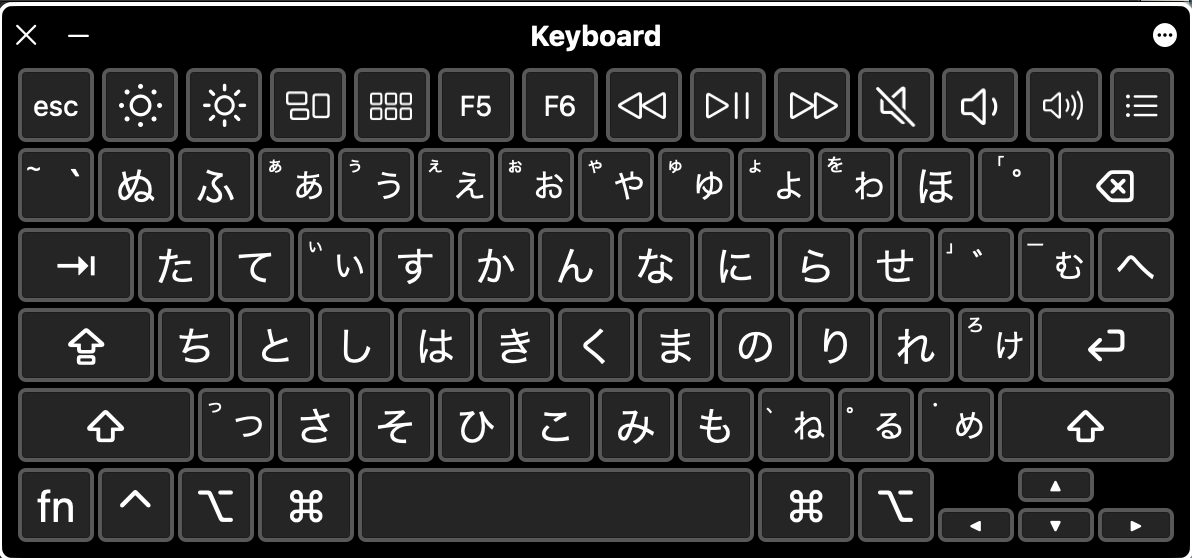 Keyboard
esc F5 F6
~ ` ぬ ふ ぁ あ ぅ う ぇ え ぉ お ゃ や ゅ ゆ ょ よ を わ ほ 「 ゜
た て ぃ い す か ん な に ら せ 」 ゛ ー む へ
ち と し は き く ま の り れ ろ け
っ つ さ そ ひ こ み も 、 ね 。 る ・ め
fn ^ ⌥ ⌘ ⌘ ⌥